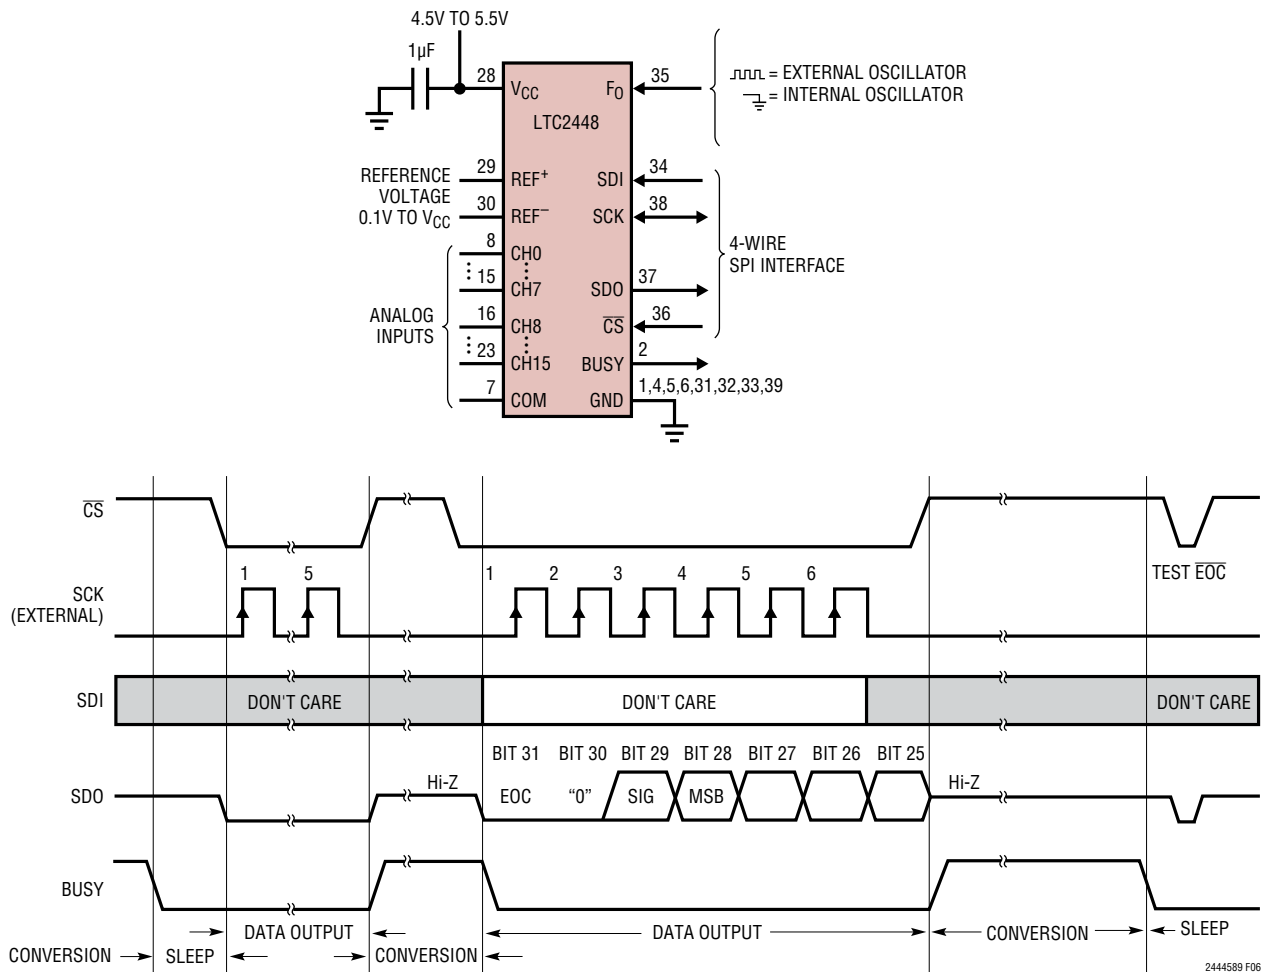 4.5V TO 5.5V
1µF
28
VCC
FO
35
= EXTERNAL OSCILLATOR
= INTERNAL OSCILLATOR
LTC2448
REFERENCE
VOLTAGE
0.1V TO VCC
29
REF+
SDI
34
30
REF–
SCK
38
4-WIRE
SPI INTERFACE
ANALOG
INPUTS
8
CH0
15
CH7
SDO
37
16
CH8
CS
36
23
CH15
BUSY
2
7
COM
GND
1,4,5,6,31,32,33,39
CS
TEST EOC
SCK
(EXTERNAL)
1
5
1
2
3
4
5
6
SDI
DON'T CARE
DON'T CARE
DON'T CARE
BIT 31
BIT 30
BIT 29
BIT 28
BIT 27
BIT 26
BIT 25
SDO
Hi-Z
EOC
“0”
SIG
MSB
Hi-Z
BUSY
CONVERSION
SLEEP
DATA OUTPUT
CONVERSION
DATA OUTPUT
CONVERSION
SLEEP
2444589 F06